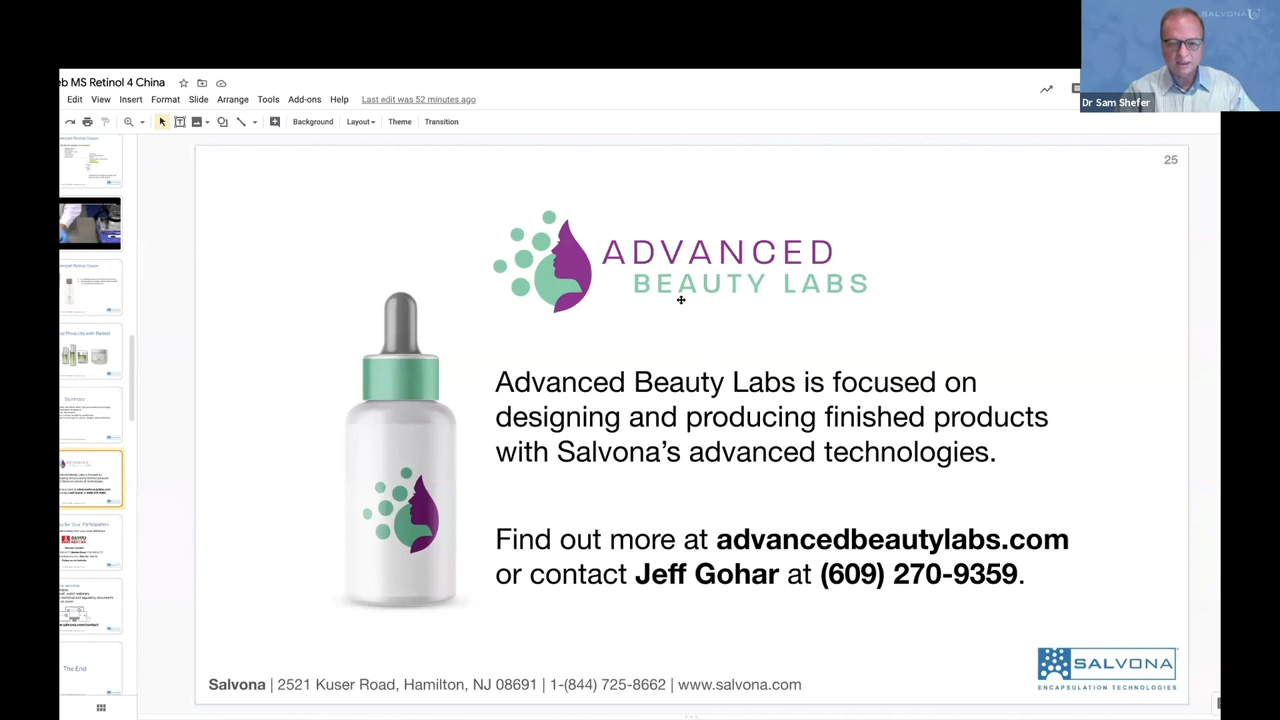 SALVONA
Dr Sam Shefer
eb MS Retinol 4 China
Edit View Insert Format Slide Arrange Tools Add-ons Help Last edit was 52 minutes ago
Background Layout Theme Transition
25
ADVANCED
BEAUTY LABS
Advanced Beauty Labs is focused on
designing and producing finished products
with Salvona’s advanced technologies.
Find out more at advancedbeautylabs.com
or contact Jeff Gohar at (609) 270-9359.
Salvona | 2521 Kuser Road, Hamilton, NJ 08691 | 1-(844) 725-8662 | www.salvona.com
SALVONA
ENCAPSULATION TECHNOLOGIES
Summary
The End